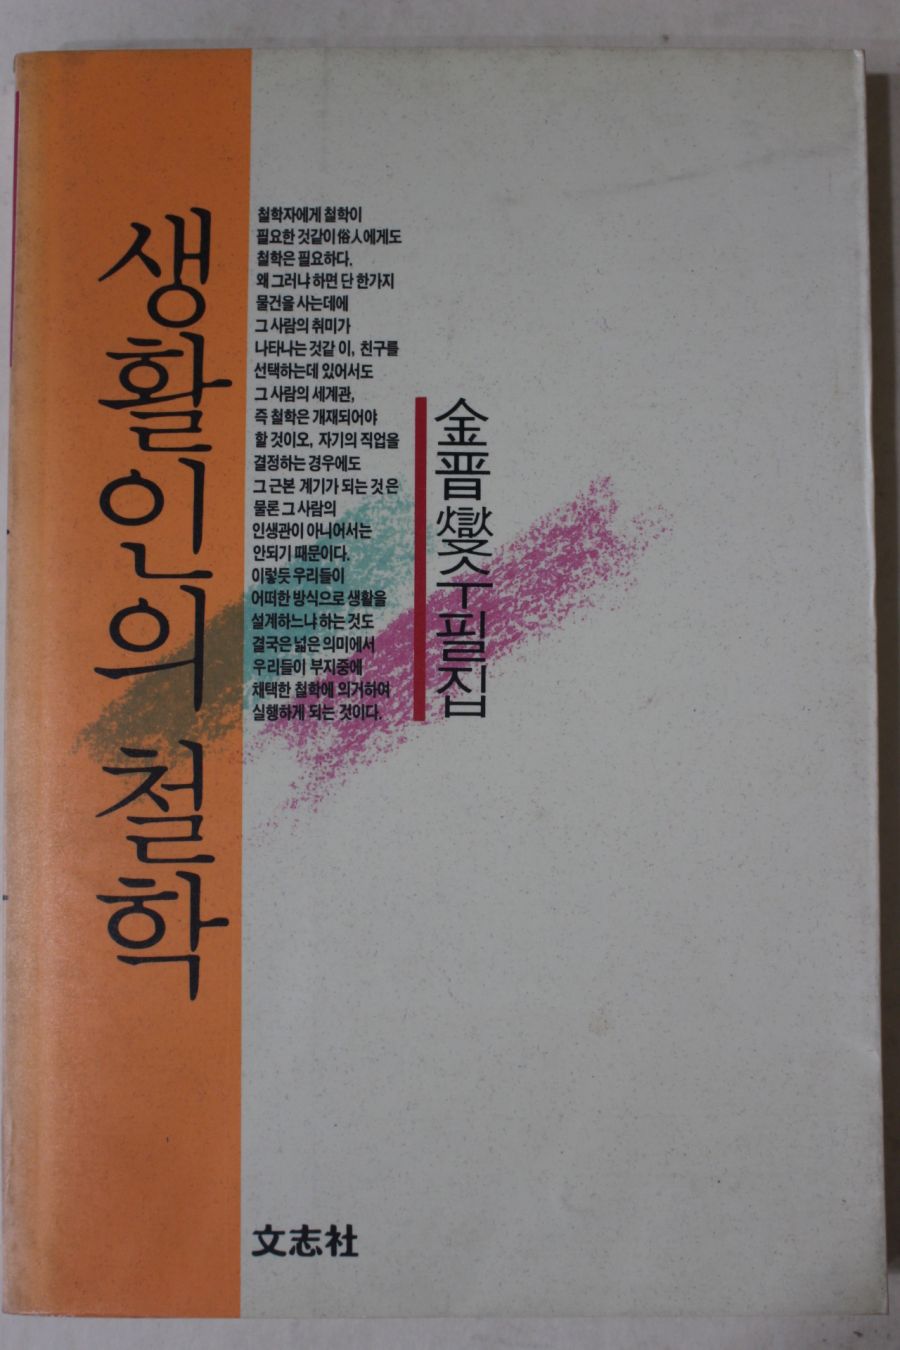 생활인의 철학
철학자에게 철학이
필요한 것같이 俗人에게도
철학은 필요하다.
왜 그러냐 하면 단 한가지
물건을 사는데에
그 사람의 취미가
나타나는 것같 이, 친구를
선택하는데 있어서도
그 사람의 세계관,
즉 철학은 개재되어야
할 것이오, 자기의 직업을
결정하는 경우에도
그 근본 계기가 되는 것은
물론 그 사람의
인생관이 아니어서는
안되기 때문이다.
이렇듯 우리들이
어떠한 방식으로 생활을
설계하느냐 하는 것도
결국은 넓은 의미에서
우리들이 부지중에
채택한 철학에 의거하여
실행하게 되는 것이다.
金晋燮수필집
文志社